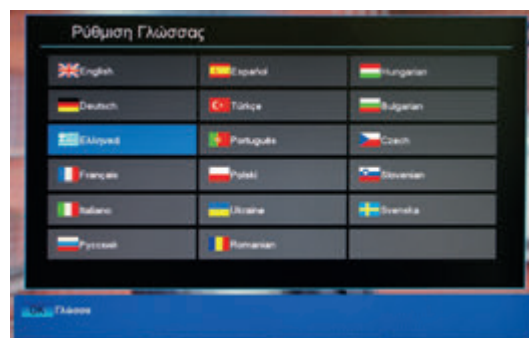 Ρύθμιση Γλώσσας
English Español Hungarian
Deutsch Türkçe Bulgarian
Ελληνικά Português Czech
Français Polski Slovenian
Italiano Ukraine Svenska
Русский Romanian
OK Γλώσσα